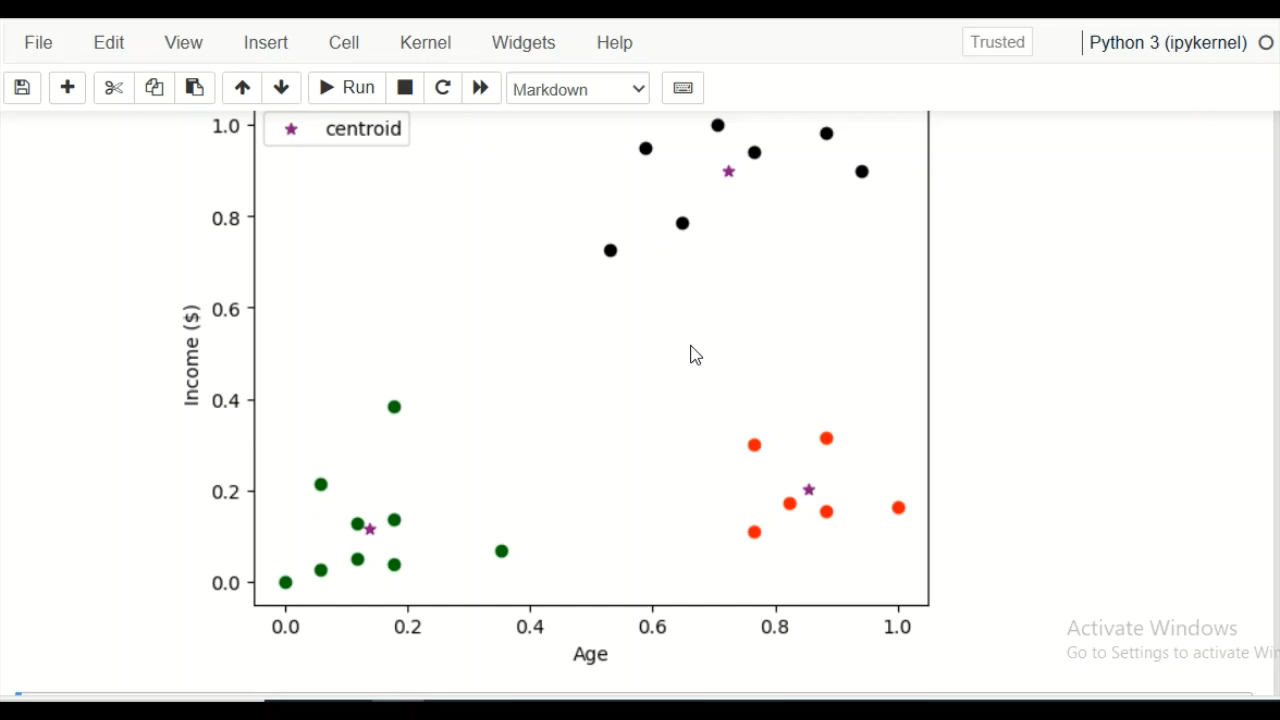 File Edit View Insert Cell Kernel Widgets Help Trusted Python 3 (ipykernel)
Run Markdown
1.0 centroid
0.8
0.6
0.4
0.2
0.0
Income ($)
0.0 0.2 0.4 0.6 0.8 1.0
Age
Activate Windows
Go to Settings to activate Win